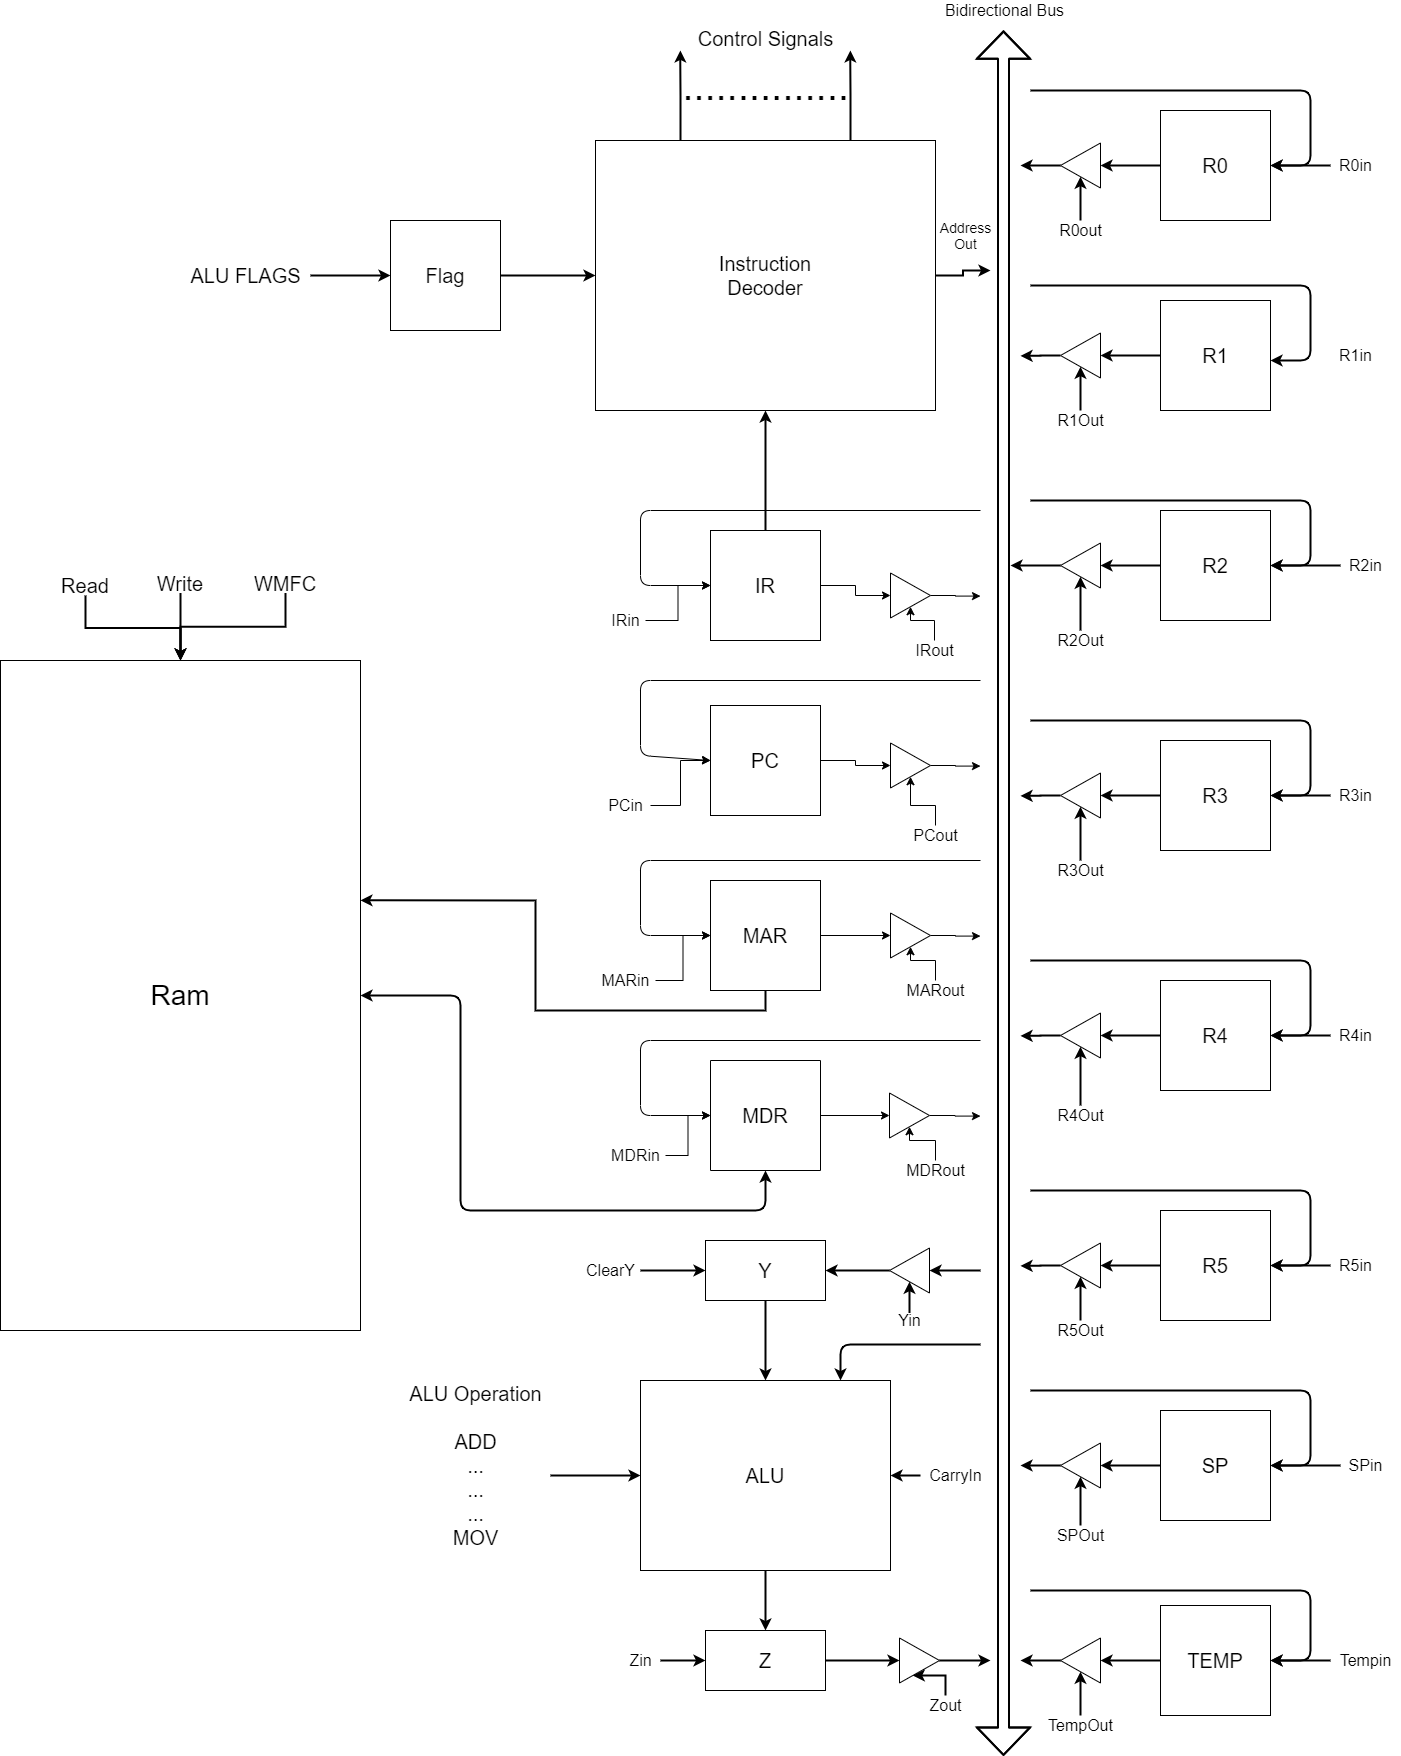 Bidirectional Bus
Control Signals
R0
R0in
R0out
Address
Out
ALU FLAGS
Flag
Instruction
Decoder
R1
R1in
R1Out
IR
IRin
IRout
R2
R2in
R2Out
Read
Write
WMFC
PC
PCin
PCout
R3
R3in
R3Out
MAR
MARin
MARout
Ram
R4
R4in
R4Out
MDR
MDRin
MDRout
ClearY
Y
Yin
R5
R5in
R5Out
ALU Operation
ADD
...
...
...
MOV
ALU
CarryIn
SP
SPin
SPOut
Zin
Z
Zout
TEMP
Tempin
TempOut